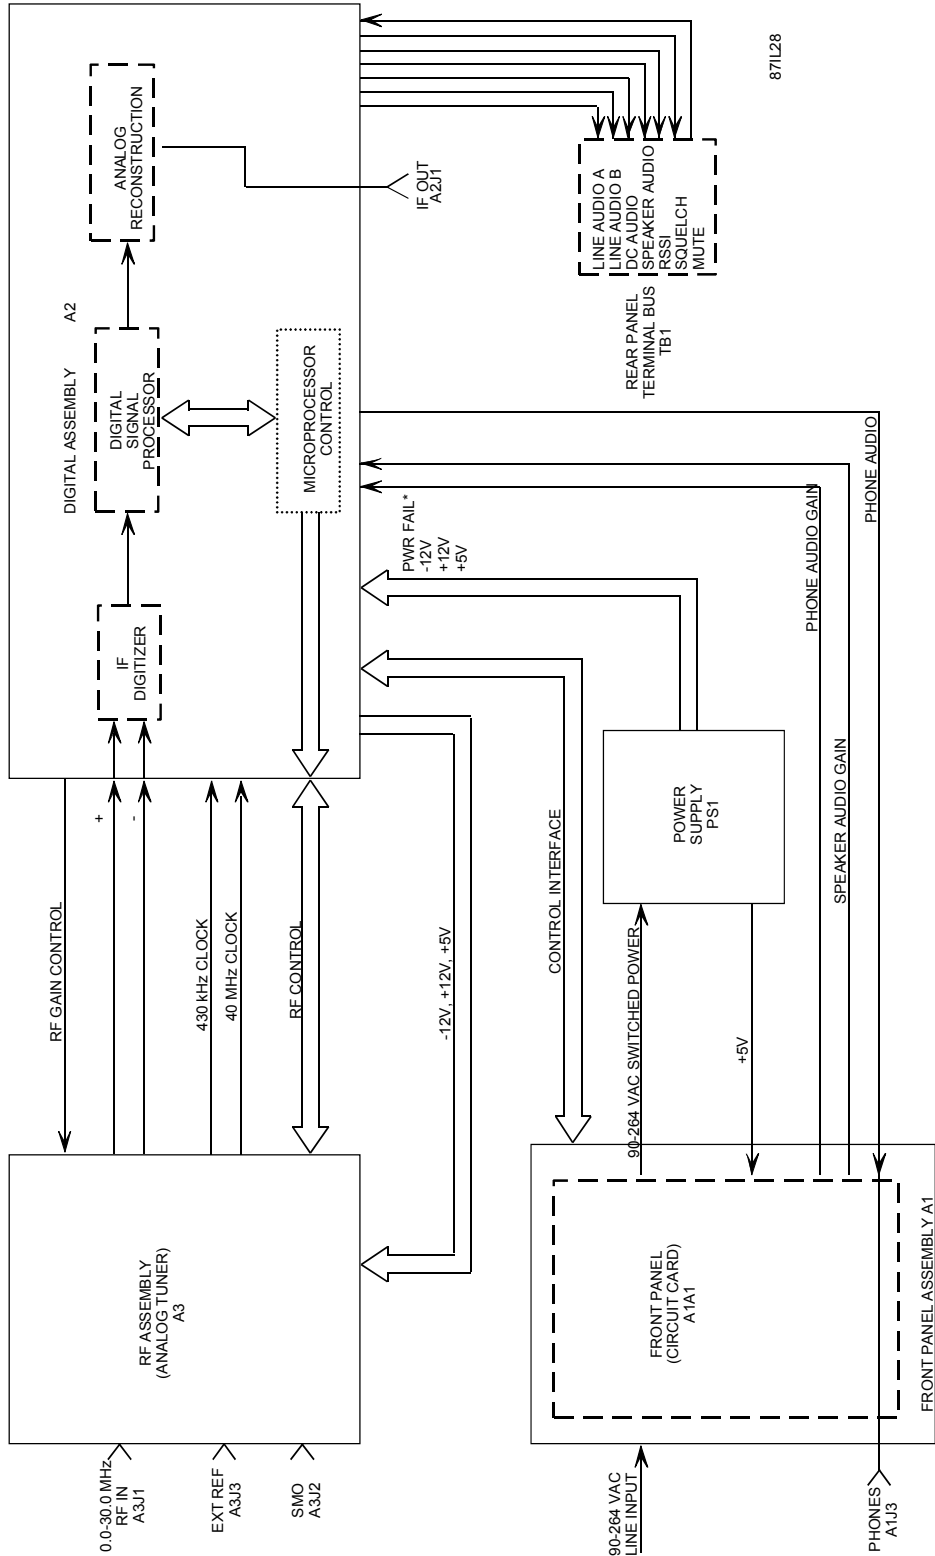 0.0-30.0 MHz
RF IN
A3J1
EXT REF
A3J3
SMO
A3J2
RF ASSEMBLY
(ANALOG TUNER)
A3
RF GAIN CONTROL
+
-
430 kHz CLOCK
40 MHz CLOCK
RF CONTROL
-12V, +12V, +5V
DIGITAL ASSEMBLY A2
IF
DIGITIZER
DIGITAL
SIGNAL
PROCESSOR
ANALOG
RECONSTRUCTION
MICROPROCESSOR
CONTROL
IF OUT
A2J1
PWR FAIL*
-12V
+12V
+5V
CONTROL INTERFACE
REAR PANEL
TERMINAL BUS
TB1
LINE AUDIO A
LINE AUDIO B
DC AUDIO
SPEAKER AUDIO
RSSI
SQUELCH
MUTE
90-264 VAC
LINE INPUT
FRONT PANEL
(CIRCUIT CARD)
A1A1
FRONT PANEL ASSEMBLY A1
90-264 VAC SWITCHED POWER
+5V
POWER
SUPPLY
PS1
PHONE AUDIO GAIN
SPEAKER AUDIO GAIN
PHONE AUDIO
PHONES
A1J3
87IL28